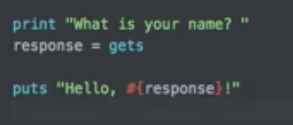 print "What is your name? "
response = gets
puts "Hello, #{response}!"